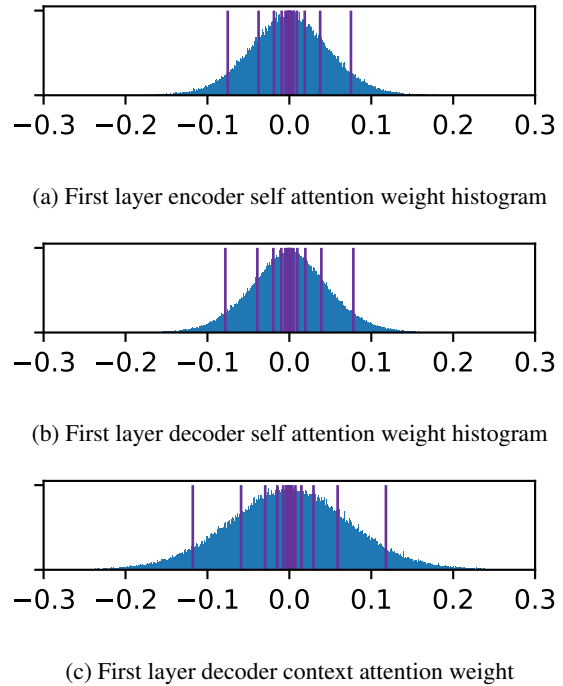 −0.3 −0.2 −0.1 0.0 0.1 0.2 0.3
(a) First layer encoder self attention weight histogram
−0.3 −0.2 −0.1 0.0 0.1 0.2 0.3
(b) First layer decoder self attention weight histogram
−0.3 −0.2 −0.1 0.0 0.1 0.2 0.3
(c) First layer decoder context attention weight